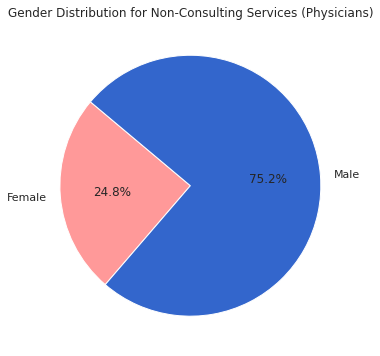 Gender Distribution for Non-Consulting Services (Physicians)
75.2%
Male
24.8%
Female